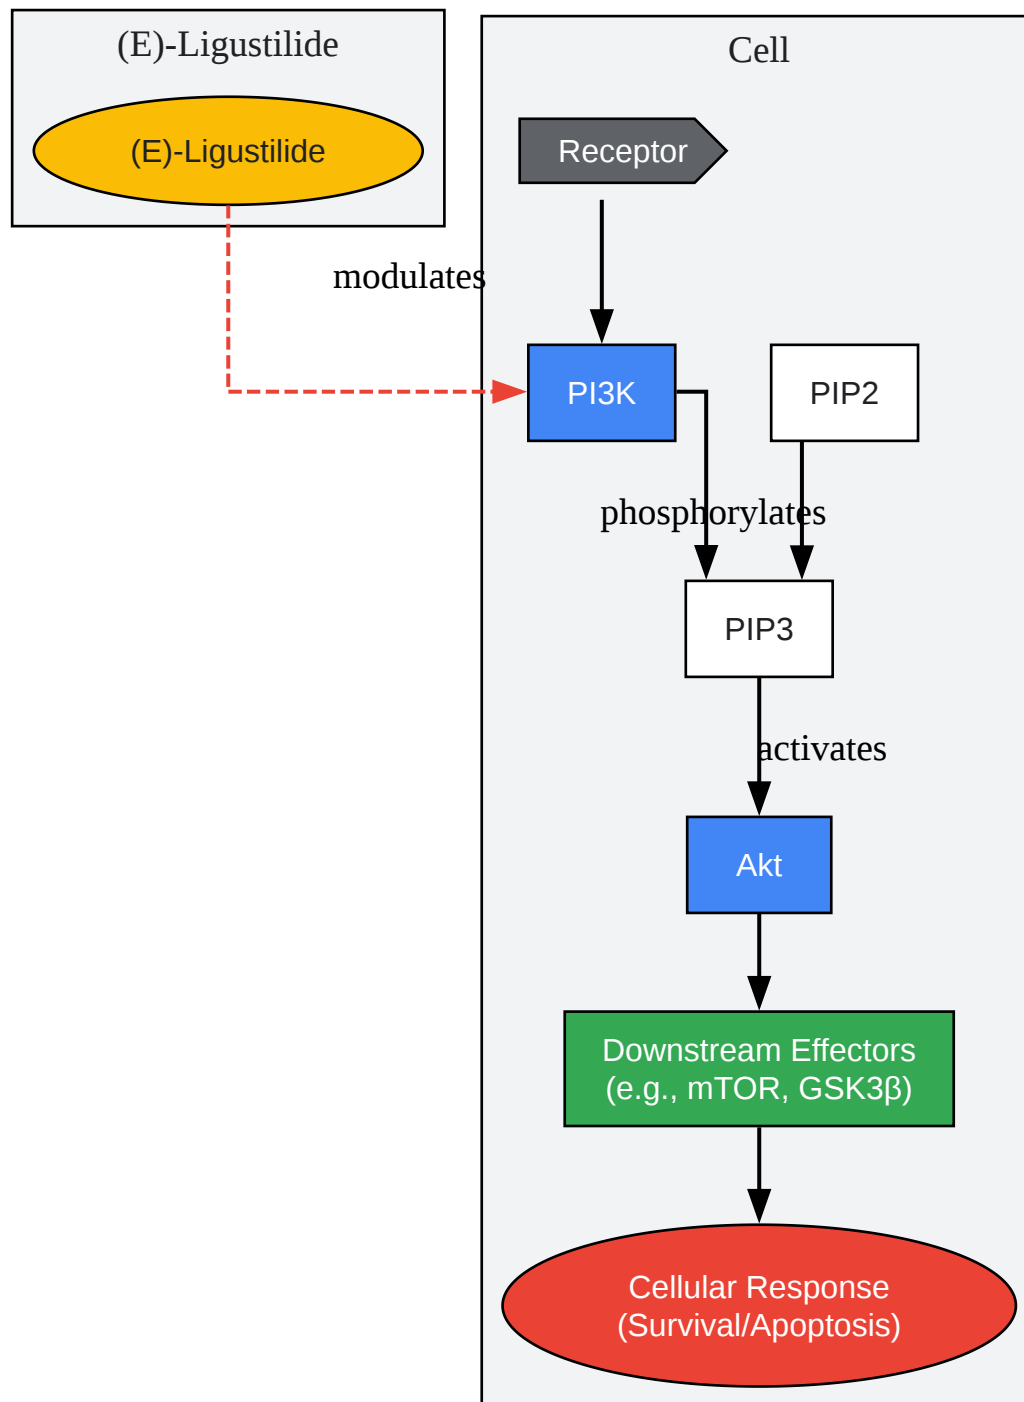 (E)-Ligustilide
(E)-Ligustilide
Cell
Receptor
modulates
PI3K
PIP2
phosphorylates
PIP3
activates
Akt
Downstream Effectors
(e.g., mTOR, GSK3β)
Cellular Response
(Survival/Apoptosis)